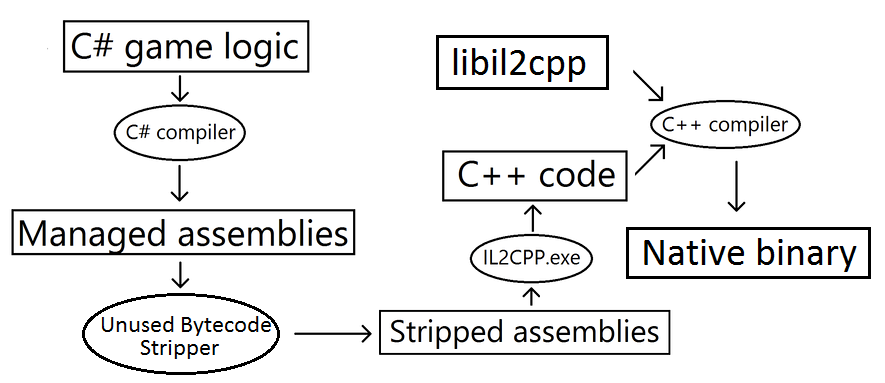 C# game logic
C# compiler
Managed assemblies
Unused Bytecode
Stripper
Stripped assemblies
IL2CPP.exe
C++ code
libil2cpp
C++ compiler
Native binary